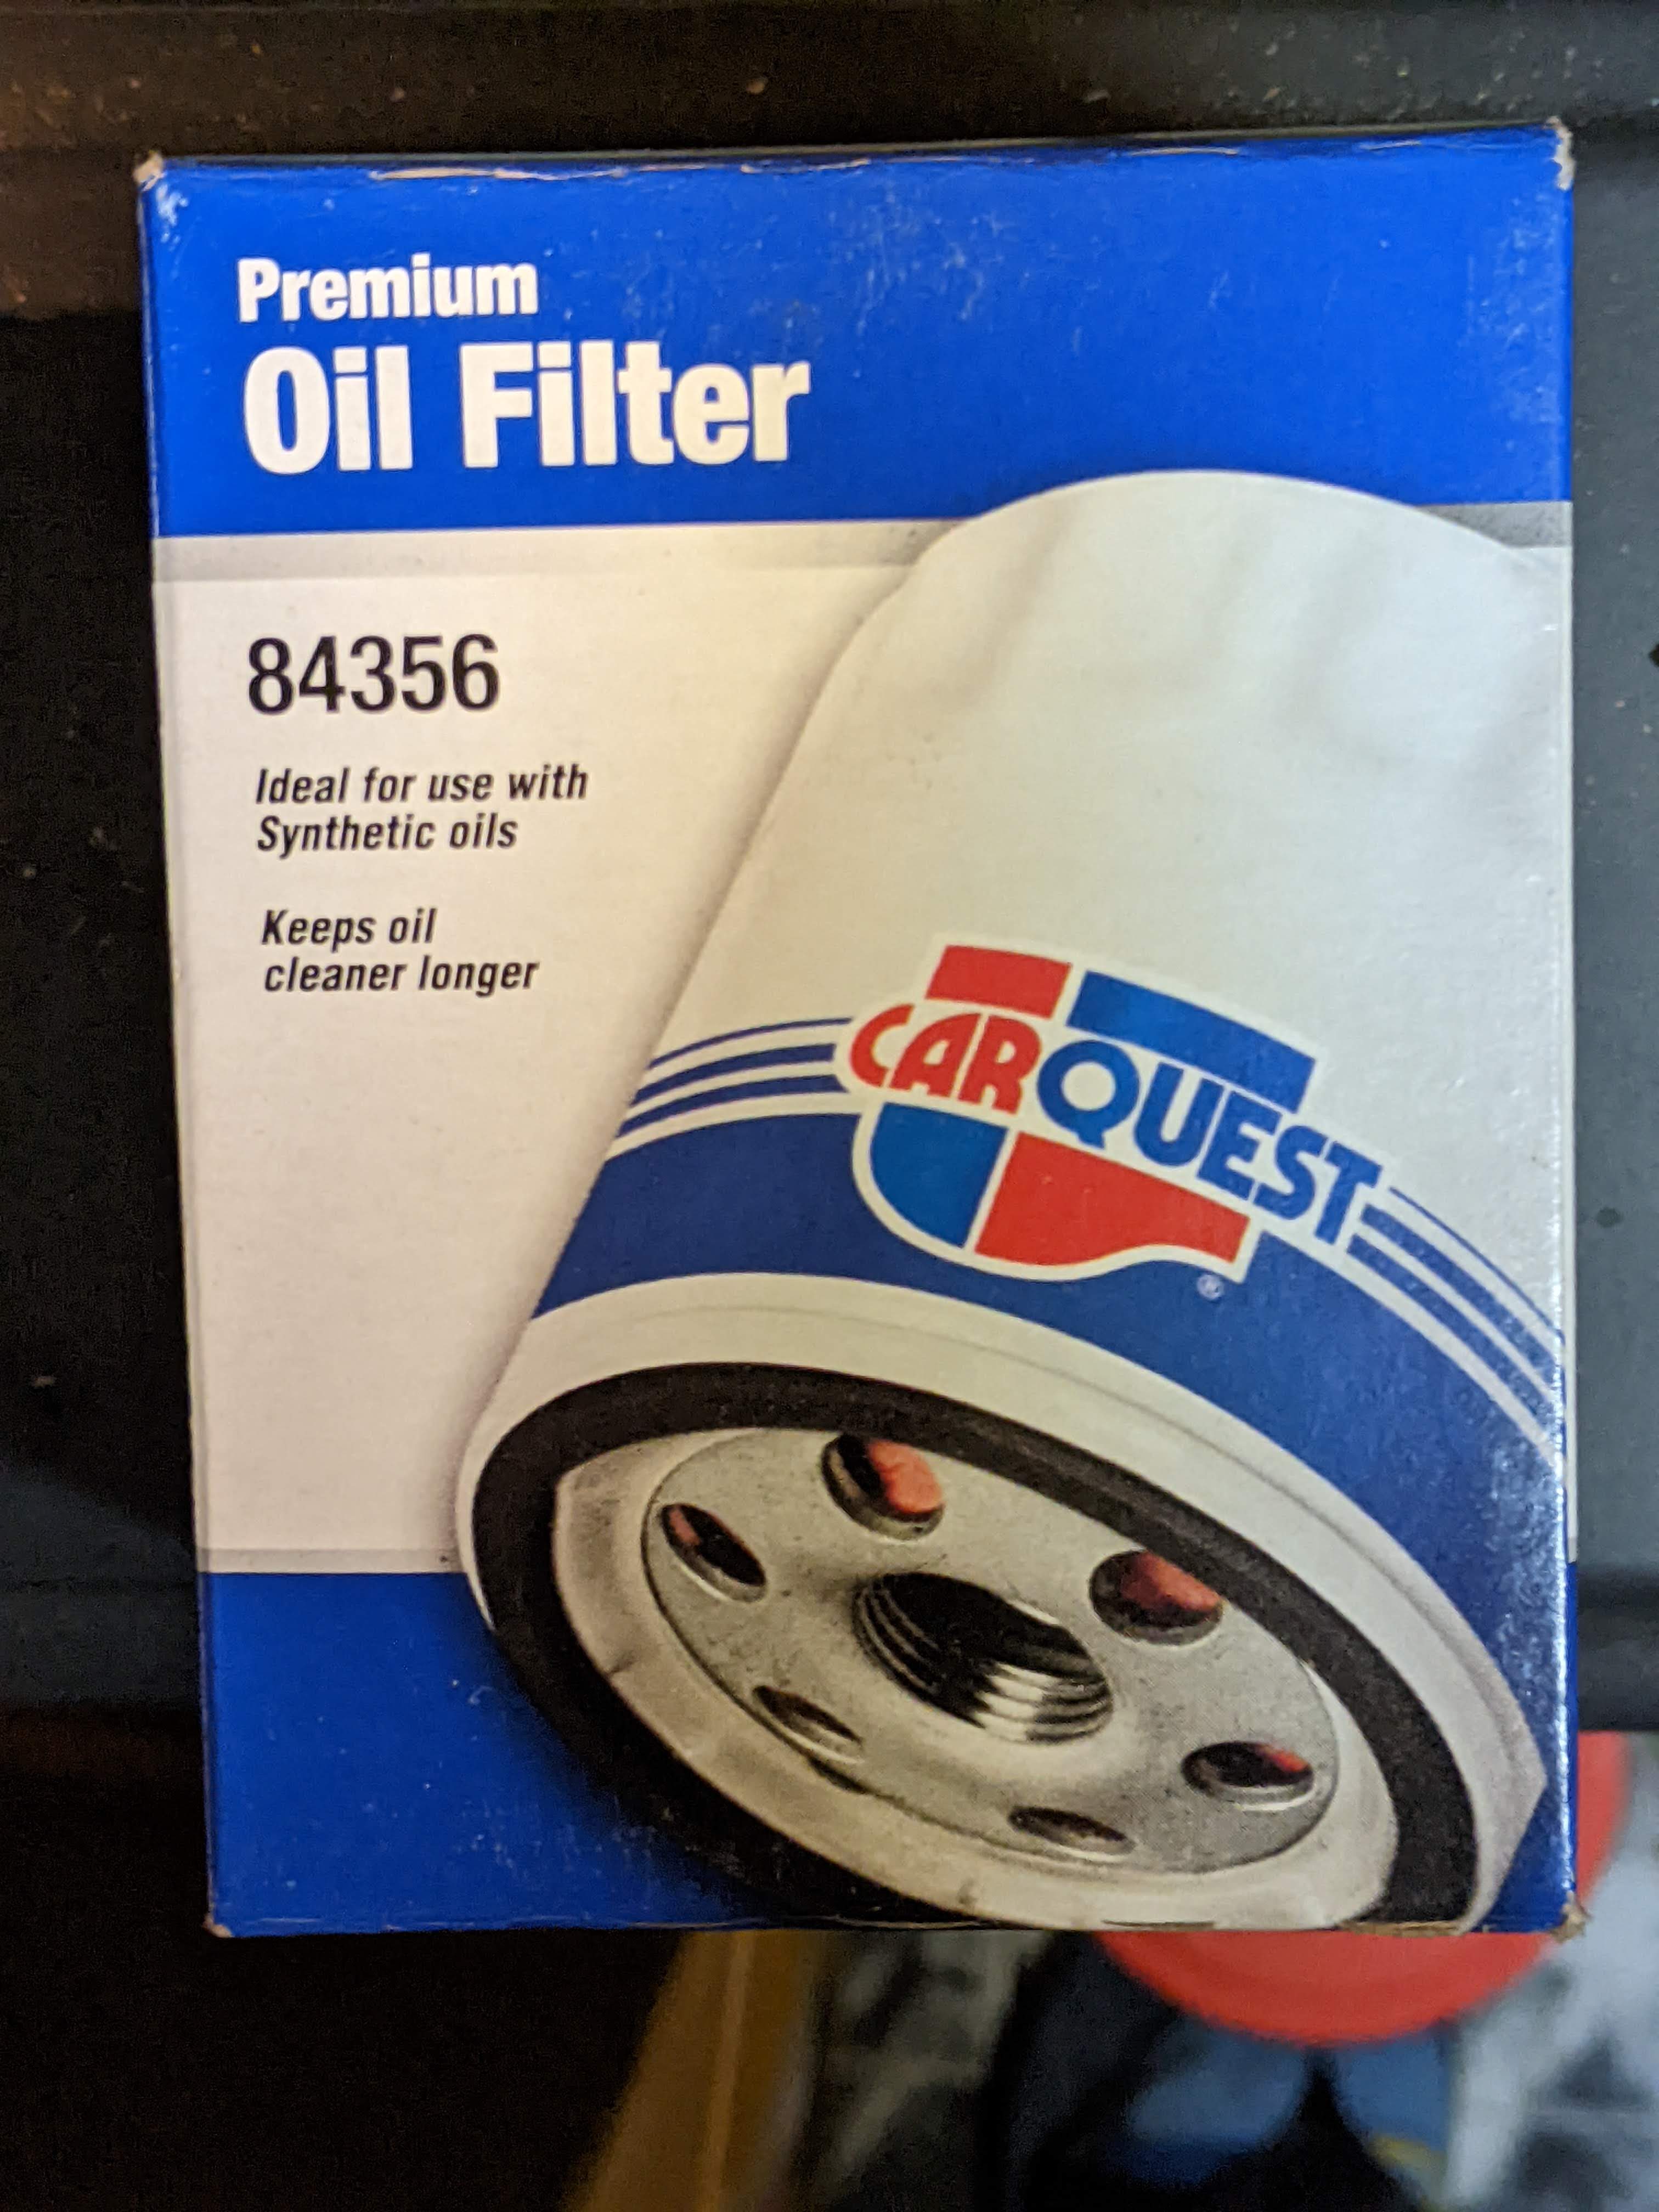 Premium
Oil Filter
84356
Ideal for use with
Synthetic oils
Keeps oil
cleaner longer
CARQUEST
®